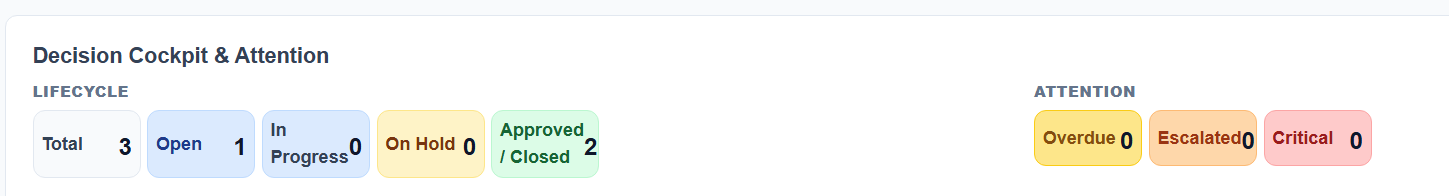 Decision Cockpit & Attention
LIFECYCLE
Total 3
Open 1
In
Progress 0
On Hold 0
Approved
/ Closed 2
ATTENTION
Overdue 0
Escalated 0
Critical 0